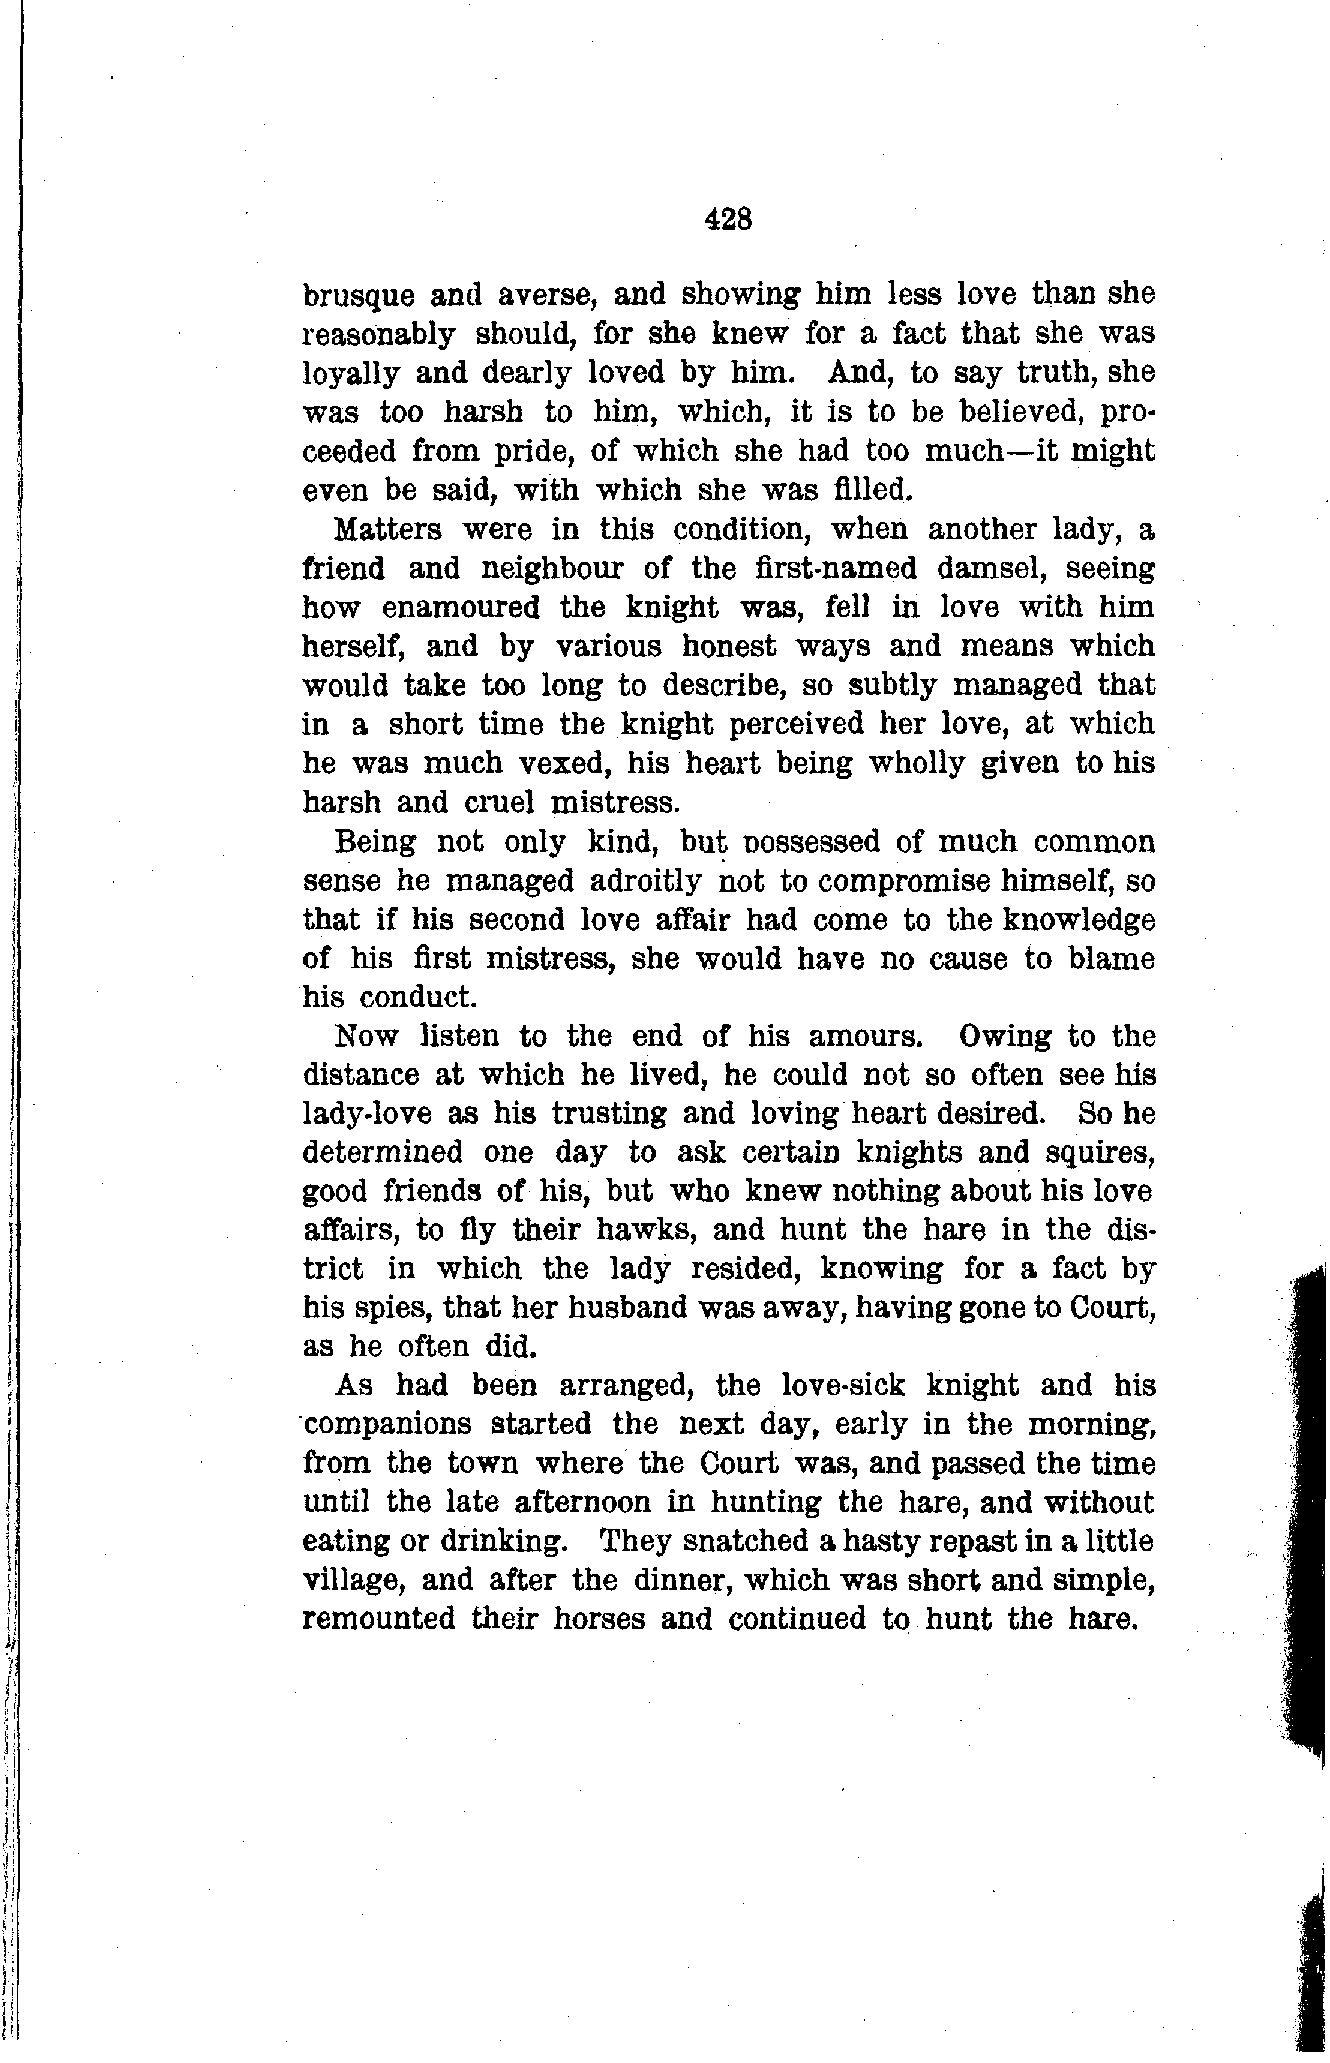 428
brusque and averse, and showing him less love than she
reasonably should, for she knew for a fact that she was
loyally and dearly loved by him. And, to say truth, she
was too harsh to him, which, it is to be believed, pro-
ceeded from pride, of which she had too much—it might
even be said, with which she was filled.
Matters were in this condition, when another lady, a
friend and neighbour of the first-named damsel, seeing
how enamoured the knight was, fell in love with him
herself, and by various honest ways and means which
would take too long to describe, so subtly managed that
in a short time the knight perceived her love, at which
he was much vexed, his heart being wholly given to his
harsh and cruel mistress.
Being not only kind, but possessed of much common
sense he managed adroitly not to compromise himself, so
that if his second love affair had come to the knowledge
of his first mistress, she would have no cause to blame
his conduct.
Now listen to the end of his amours. Owing to the
distance at which he lived, he could not so often see his
lady-love as his trusting and loving heart desired. So he
determined one day to ask certain knights and squires,
good friends of his, but who knew nothing about his love
affairs, to fly their hawks, and hunt the hare in the dis-
trict in which the lady resided, knowing for a fact by
his spies, that her husband was away, having gone to Court,
as he often did.
As had been arranged, the love-sick knight and his
companions started the next day, early in the morning,
from the town where the Court was, and passed the time
until the late afternoon in hunting the hare, and without
eating or drinking. They snatched a hasty repast in a little
village, and after the dinner, which was short and simple,
remounted their horses and continued to hunt the hare.